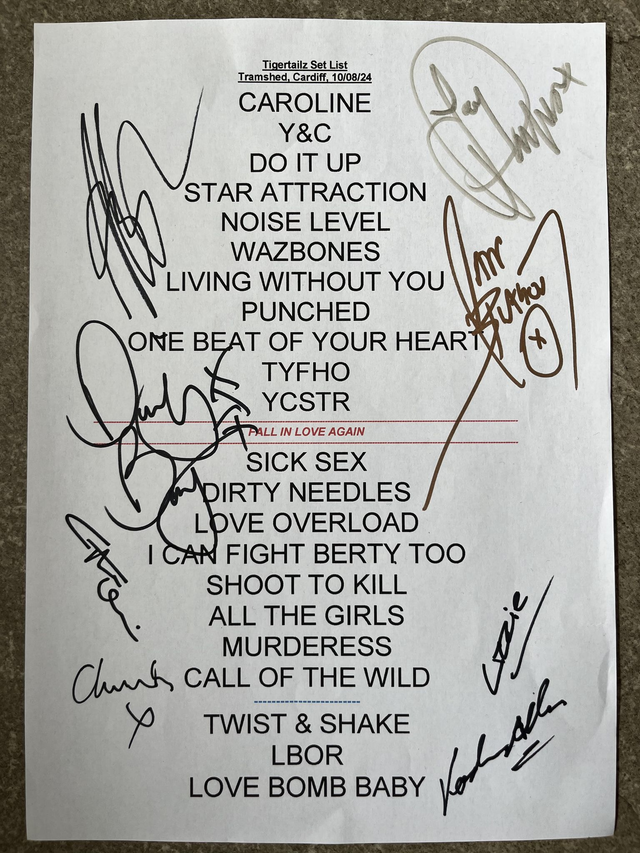 Tigertailz Set List
Tramshed, Cardiff, 10/08/24
CAROLINE
Y&C
DO IT UP
STAR ATTRACTION
NOISE LEVEL
WAZBONES
LIVING WITHOUT YOU
PUNCHED
ONE BEAT OF YOUR HEART
TYFHO
YCSTR
FALL IN LOVE AGAIN
SICK SEX
DIRTY NEEDLES
LOVE OVERLOAD
I CAN FIGHT BERTY TOO
SHOOT TO KILL
ALL THE GIRLS
MURDERESS
CALL OF THE WILD
TWIST & SHAKE
LBOR
LOVE BOMB BABY